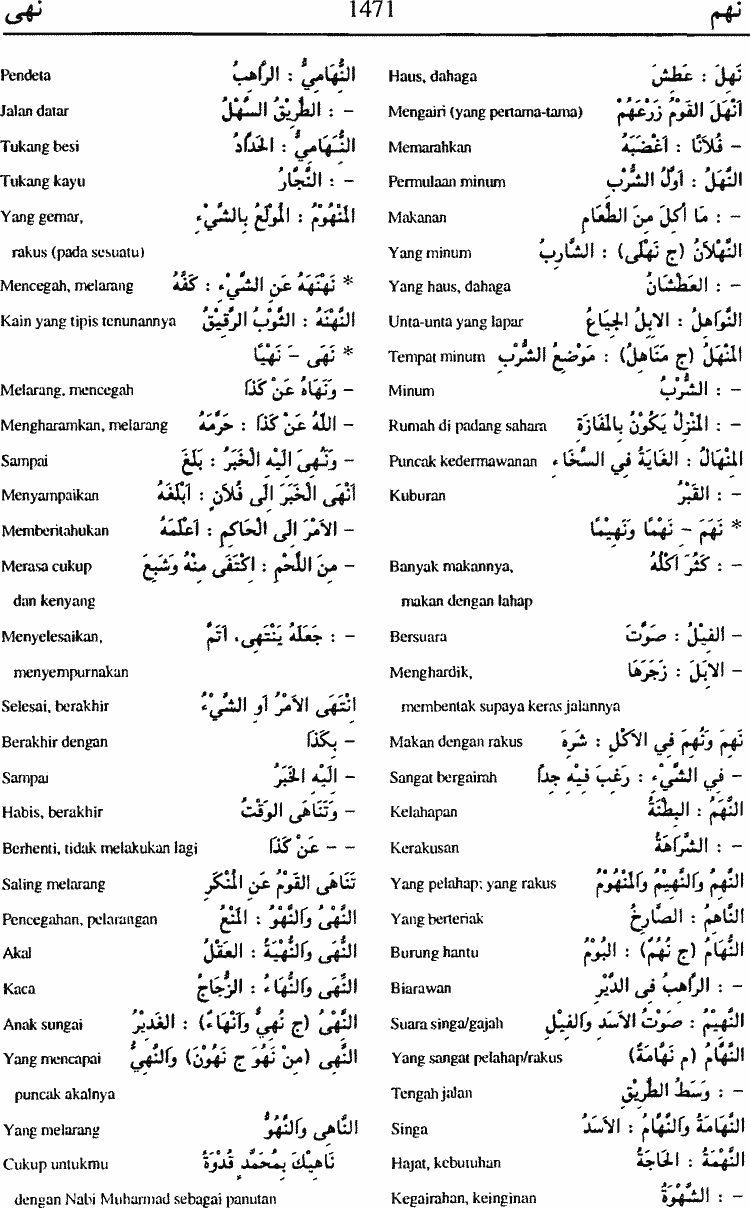 نهم 1471 نهى
نَهِلَ : عَطِشَ Haus, dahaga
اَنْهَلَ القَوْمُ زَرْعَهُمْ Mengairi (yang pertama-tama)
– فُلَانًا : اَغْضَبَهُ Memarahkan
النَّهَلُ : اَوَّلُ الشُّرْبِ Permulaan minum
– : مَا أُكِلَ مِنَ الطَّعَامِ Makanan
النَّهْلَانُ (ج نَهْلَى) : الشَّارِبُ Yang minum
– : العَطْشَانُ Yang haus, dahaga
النَّوَاهِلُ : الاِبِلُ الجِيَاعُ Unta-unta yang lapar
المَنْهَلُ (ج مَنَاهِلُ) : مَوْضِعُ الشُّرْبِ Tempat minum
– : الشُّرْبُ Minum
– : المَنْزِلُ يَكُوْنُ بِالمَفَازَةِ Rumah di padang sahara
المِنْهَالُ : الغَايَةُ فِي السَّخَاءِ Puncak kedermawanan
– : القَبْرُ Kuburan
* نَهَمَ – نَهْمًا وَنَهِيْمًا
– : كَثُرَ اَكْلُهُ Banyak makannya,
makan dengan lahap
– الفِيْلُ : صَوَّتَ Bersuara
– الاِبِلَ : زَجَرَهَا Menghardik,
membentak supaya keras jalannya
نَهِمَ وَنُهِمَ فِي الاَكْلِ : شَرِهَ Makan dengan rakus
– فِي الشَّيْءِ : رَغِبَ فِيْهِ جِدًّا Sangat bergairah
النَّهَمُ : البِطْنَةُ Kelahapan
– : الشَّرَاهَةُ Kerakusan
النَّهِمُ وَالنَّهِيْمُ وَالمَنْهُوْمُ Yang pelahap; yang rakus
النَّاهِمُ : الصَّارِخُ Yang berteriak
النُّهَامُ (ج نُهُمٌ) : البُوْمُ Burung hantu
– : الرَّاهِبُ فِى الدَّيْرِ Biarawan
النَّهِيْمُ : صَوْتُ الاَسَدِ وَالفِيْلِ Suara singa/gajah
النَّهَّامُ (م نَهَّامَةٌ) Yang sangat pelahap/rakus
– : وَسَطُ الطَّرِيْقِ Tengah jalan
النَّهَّامَةُ وَالنَّهَّامُ : الاَسَدُ Singa
النَّهْمَةُ : الحَاجَةُ Hajat, kebutuhan
– : الشَّهْوَةُ Kegairahan, keinginan
النُّهَامِيُّ : الرَّاهِبُ Pendeta
– : الطَّرِيْقُ السَّهْلُ Jalan datar
النُّهَامِيُّ : الحَدَّادُ Tukang besi
– : النَّجَّارُ Tukang kayu
المَنْهُوْمُ : المُوْلَعُ بِالشَّيْءِ Yang gemar,
rakus (pada sesuatu)
* نَهْنَهَهُ عَنِ الشَّيْءِ : كَفَّهُ Mencegah, melarang
النَّهْنَهُ : الثَّوْبُ الرَّقِيْقُ Kain yang tipis tenunannya
* نَهَى – نَهْيًا
– وَنَهَاهُ عَنْ كَذَا Melarang, mencegah
– اللّٰهُ عَنْ كَذَا : حَرَّمَهُ Mengharamkan, melarang
– وَنُهِيَ اِلَيْهِ الْخَبَرُ : بَلَغَ Sampai
اَنْهَى الْخَبَرَ اِلَى فُلَانٍ : اَبْلَغَهُ Menyampaikan
– الاَمْرَ اِلَى الْحَاكِمِ : اَعْلَمَهُ Memberitahukan
– مِنَ اللَّحْمِ : اكْتَفَى مِنْهُ وَشَبِعَ Merasa cukup
dan kenyang
– : جَعَلَهُ يَنْتَهِى، اَتَمَّ Menyelesaikan,
menyempurnakan
انْتَهَى الاَمْرُ اَوِ الشَّيْءُ Selesai, berakhir
– بِكَذَا Berakhir dengan
– اِلَيْهِ الخَبَرُ Sampai
– وَتَنَاهَى الوَقْتُ Habis, berakhir
– – عَنْ كَذَا Berhenti, tidak melakukan lagi
تَنَاهَى القَوْمُ عَنِ المُنْكَرِ Saling melarang
النَّهْيُ وَالنَّهْوُ : المَنْعُ Pencegahan, pelarangan
النُّهَى وَالنُّهْيَةُ : العَقْلُ Akal
النُّهَى وَالنُّهَاءُ : الزُّجَاجُ Kaca
النَّهْيُ (ج نُهِيٌّ وَاَنْهَاءٌ) : الغَدِيْرُ Anak sungai
النَّهِى (مِنْ نَهُوَ ج نَهُوْنَ) وَالنَّهِيُّ Yang mencapai
puncak akalnya
النَّاهِى وَالنَّهُوُّ Yang melarang
نَاهِيْكَ بِمُحَمَّدٍ قُدْوَةً Cukup untukmu
dengan Nabi Muhammad sebagai panutan